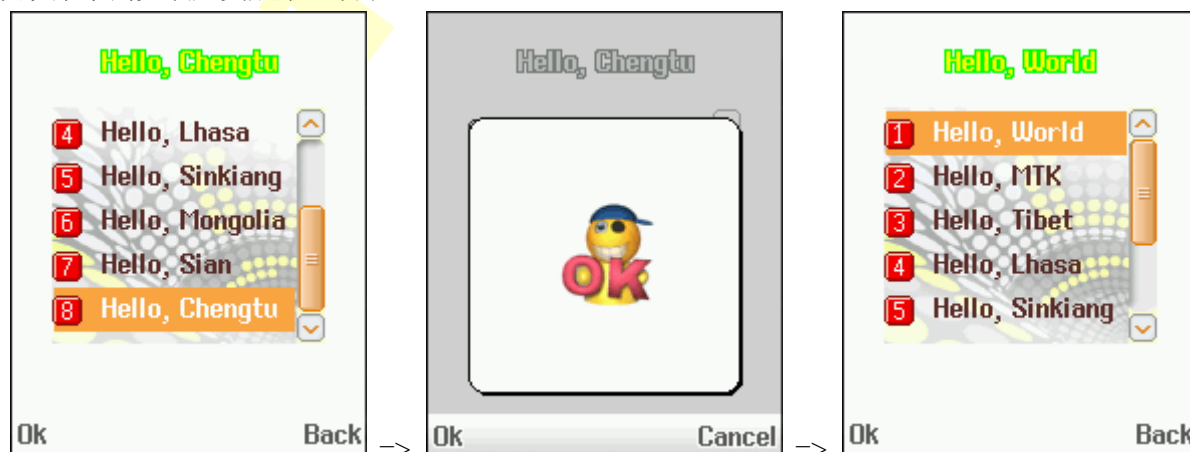 Hello, Chengtu
4 Hello, Lhasa
5 Hello, Sinkiang
6 Hello, Mongolia
7 Hello, Sian
8 Hello, Chengtu
Ok Back
–>
Hello, Chengtu
OK
Ok Cancel
–>
Hello, World
1 Hello, World
2 Hello, MTK
3 Hello, Tibet
4 Hello, Lhasa
5 Hello, Sinkiang
Ok Back